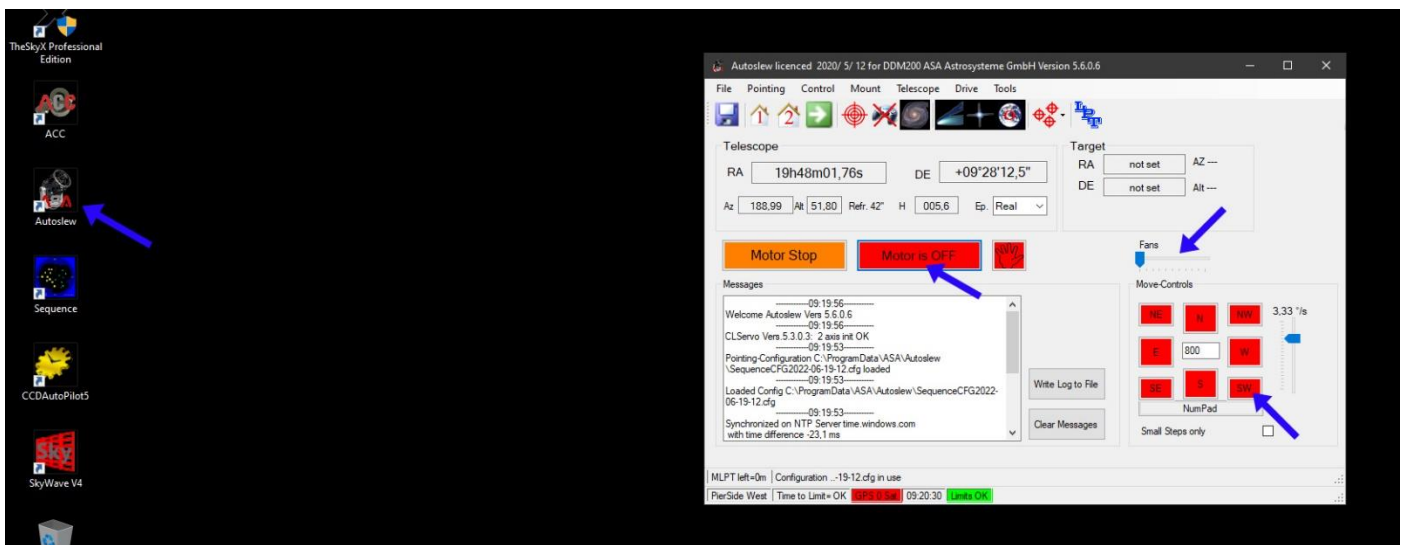 TheSkyX Professional
Edition
ACC
Autoslew
Sequence
CCDAutoPilot5
Sky
SkyWave V4
Autoslew licenced 2020/ 5/ 12 for DDM200 ASA Astrosysteme GmbH Version 5.6.0.6
File Pointing Control Mount Telescope Drive Tools
1 2
Telescope
RA 19h48m01,76s DE +09°28'12,5"
Az 188,99 Alt 51,80 Refr. 42" H 005,6 Ep. Real
Target
RA not set AZ ---
DE not set Alt ---
Motor Stop Motor is OFF
Fans
Messages
------------09:19:56------------
Welcome Autoslew Vers 5.6.0.6
------------09:19:56------------
CLServo Vers.5.3.0.3: 2 axis init OK
------------09:19:53------------
Pointing-Configuration C:\ProgramData\ASA\Autoslew
\SequenceCFG2022-06-19-12.cfg loaded
------------09:19:53------------
Loaded Config C:\ProgramData\ASA\Autoslew\SequenceCFG2022-
06-19-12.cfg
------------09:19:53------------
Synchronized on NTP Server time.windows.com
with time difference -23,1 ms
Write Log to File
Clear Messages
Move-Controls
NE N NW 3,33 °/s
E 800 W
SE S SW
NumPad
Small Steps only
MLPT left=0m Configuration ..-19-12.cfg in use
PierSide West Time to Limit= OK GPS 0 Sat 09:20:30 Limits OK